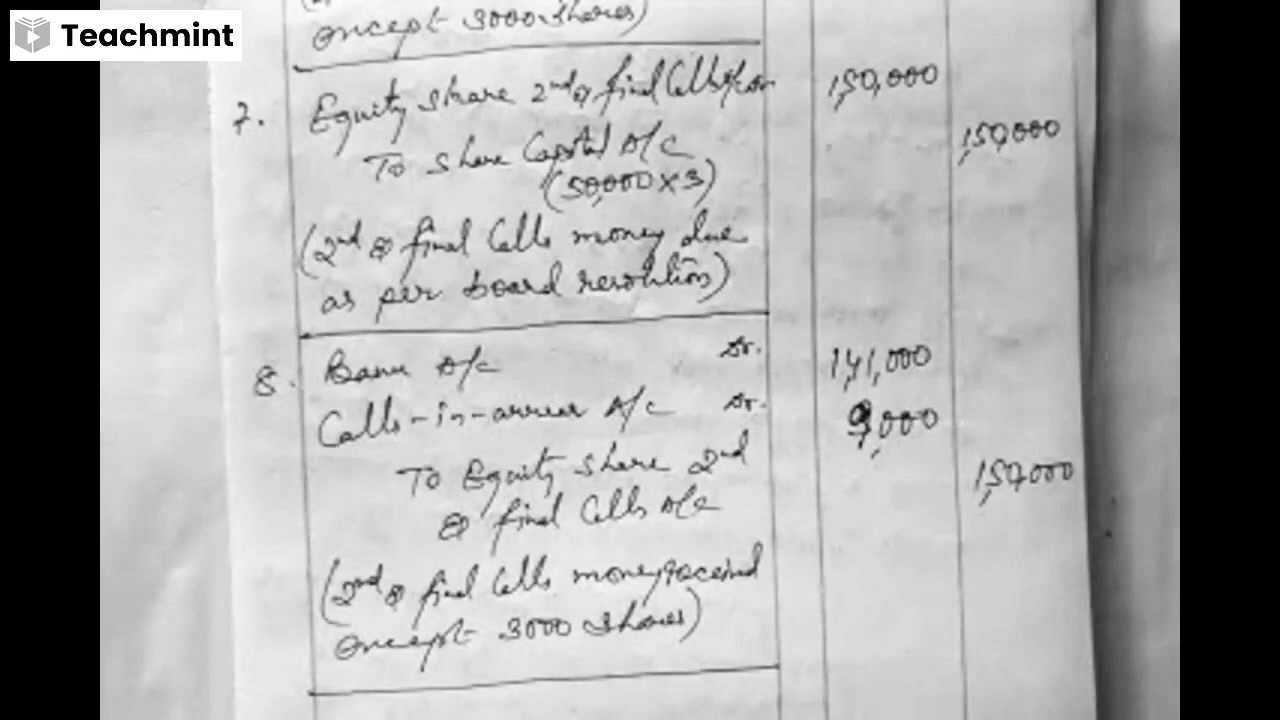 Teachmint
except 3000 shares)
7. Equity share 2nd & final Calls A/c Dr 1,50,000
To share Capital A/c 1,50,000
(50,000 x 3)
(2nd & final Calls money due
as per board resolution)
8. Bank A/c Dr. 1,41,000
Calls-in-arrear A/c Dr. 9,000
To Equity share 2nd 1,50,000
& final Calls A/c
(2nd & final Calls money received
except 3000 shares)